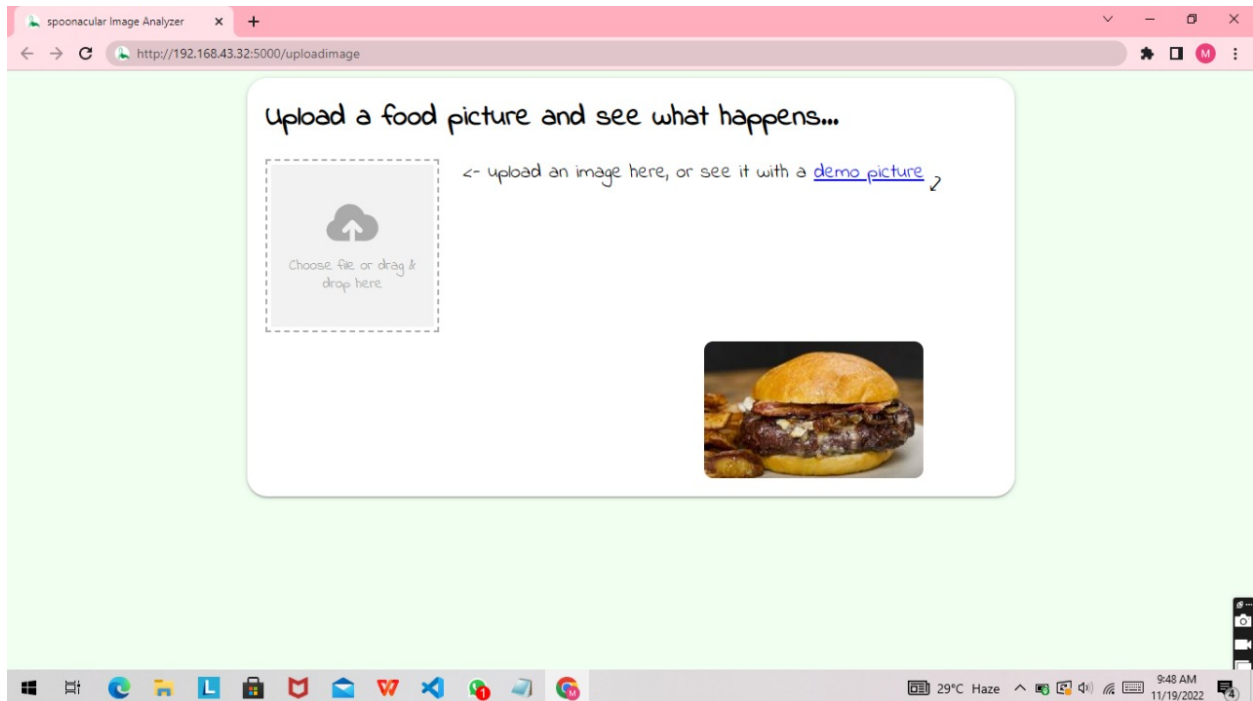 spoonacular Image Analyzer
http://192.168.43.32:5000/uploadimage
M
Upload a food picture and see what happens...
<- upload an image here, or see it with a demo picture
Choose file or drag &
drop here
L
W
1
M
29°C Haze
9:48 AM
11/19/2022
4